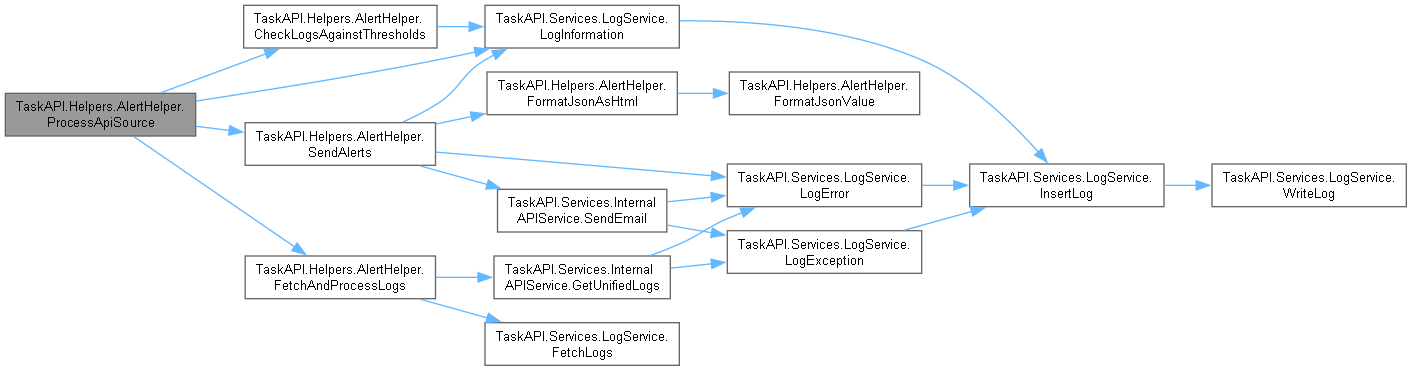 TaskAPI.Helpers.AlertHelper.
ProcessApiSource
TaskAPI.Helpers.AlertHelper.
CheckLogsAgainstThresholds
TaskAPI.Helpers.AlertHelper.
SendAlerts
TaskAPI.Helpers.AlertHelper.
FetchAndProcessLogs
TaskAPI.Services.LogService.
LogInformation
TaskAPI.Helpers.AlertHelper.
FormatJsonAsHtml
TaskAPI.Services.Internal
APIService.SendEmail
TaskAPI.Services.Internal
APIService.GetUnifiedLogs
TaskAPI.Services.LogService.
FetchLogs
TaskAPI.Helpers.AlertHelper.
FormatJsonValue
TaskAPI.Services.LogService.
LogError
TaskAPI.Services.LogService.
LogException
TaskAPI.Services.LogService.
InsertLog
TaskAPI.Services.LogService.
WriteLog